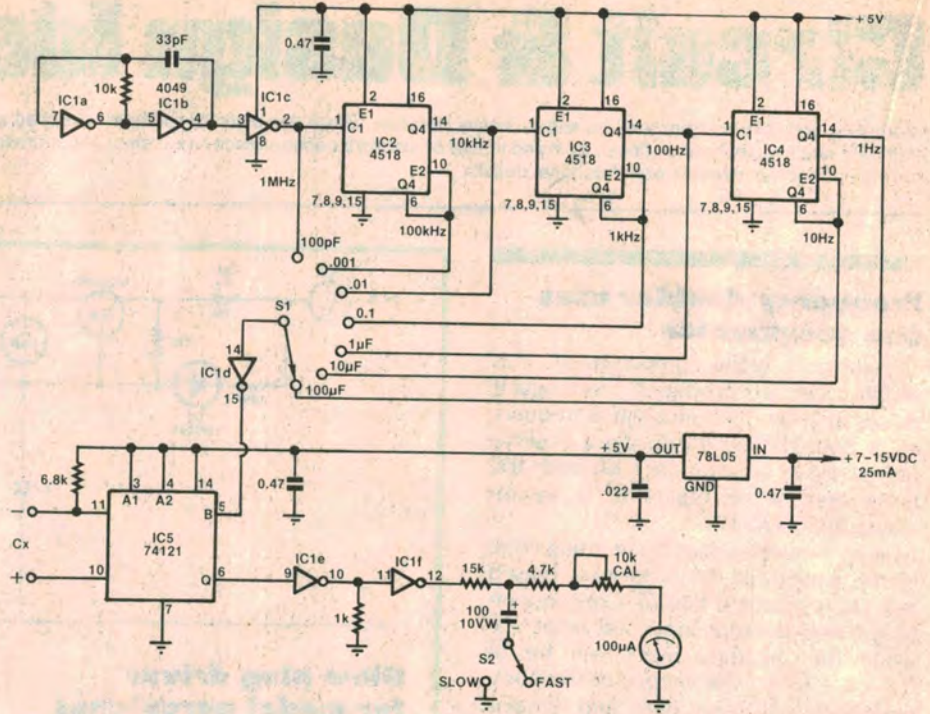 33pF
10k
4049
IC1a
IC1b
IC1c
7
6
5
4
3
2
8
0.47
+5V
1MHz
2
16
E1
1
C1
Q4
14
10kHz
IC2
4518
E2
10
Q4
6
7,8,9,15
100kHz
2
16
E1
1
C1
Q4
14
100Hz
IC3
4518
E2
10
Q4
6
7,8,9,15
1kHz
2
16
E1
1
C1
Q4
14
1Hz
IC4
4518
E2
10
Q4
6
7,8,9,15
10Hz
100pF
.001
.01
0.1
1µF
10µF
100µF
S1
14
IC1d
15
6.8k
3
4
14
A1
A2
11
B
5
IC5
74121
Cx
−
+
10
Q
6
7
0.47
+5V
OUT
78L05
IN
GND
.022
0.47
+7–15VDC
25mA
9
IC1e
10
11
IC1f
12
1k
15k
4.7k
10k
CAL
100
10VW
+
−
S2
SLOW
FAST
100µA